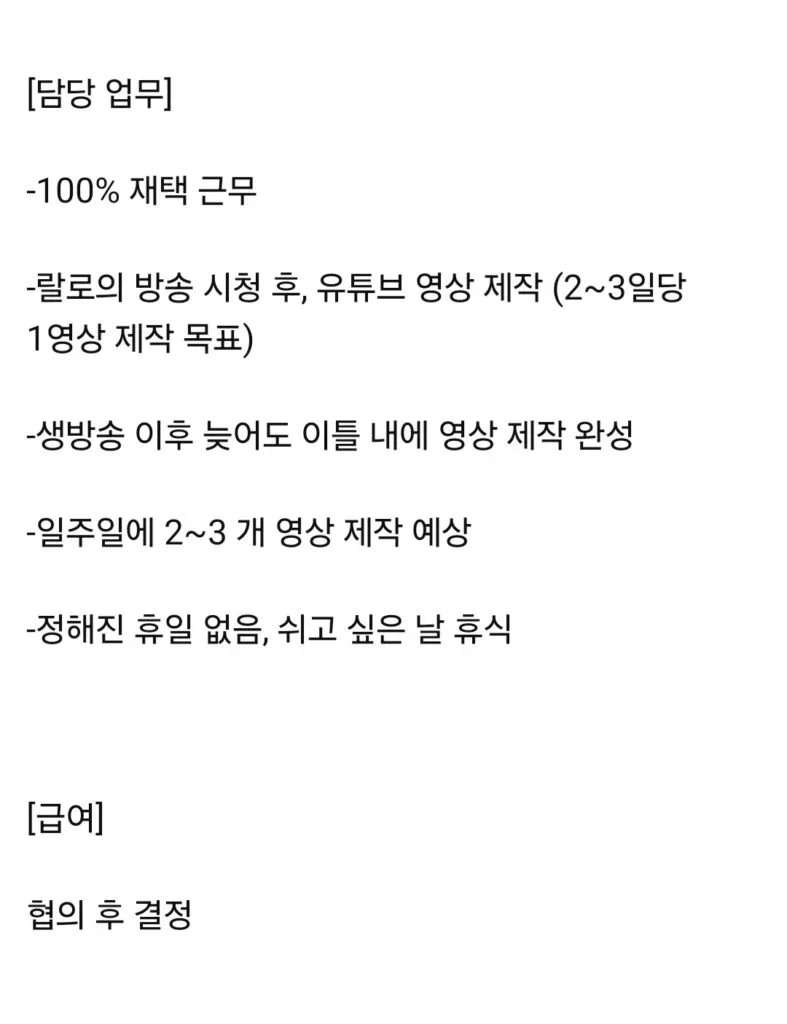 [담당 업무]
-100% 재택 근무
-랄로의 방송 시청 후, 유튜브 영상 제작 (2~3일당
1영상 제작 목표)
-생방송 이후 늦어도 이틀 내에 영상 제작 완성
-일주일에 2~3 개 영상 제작 예상
-정해진 휴일 없음, 쉬고 싶은 날 휴식
[급여]
협의 후 결정